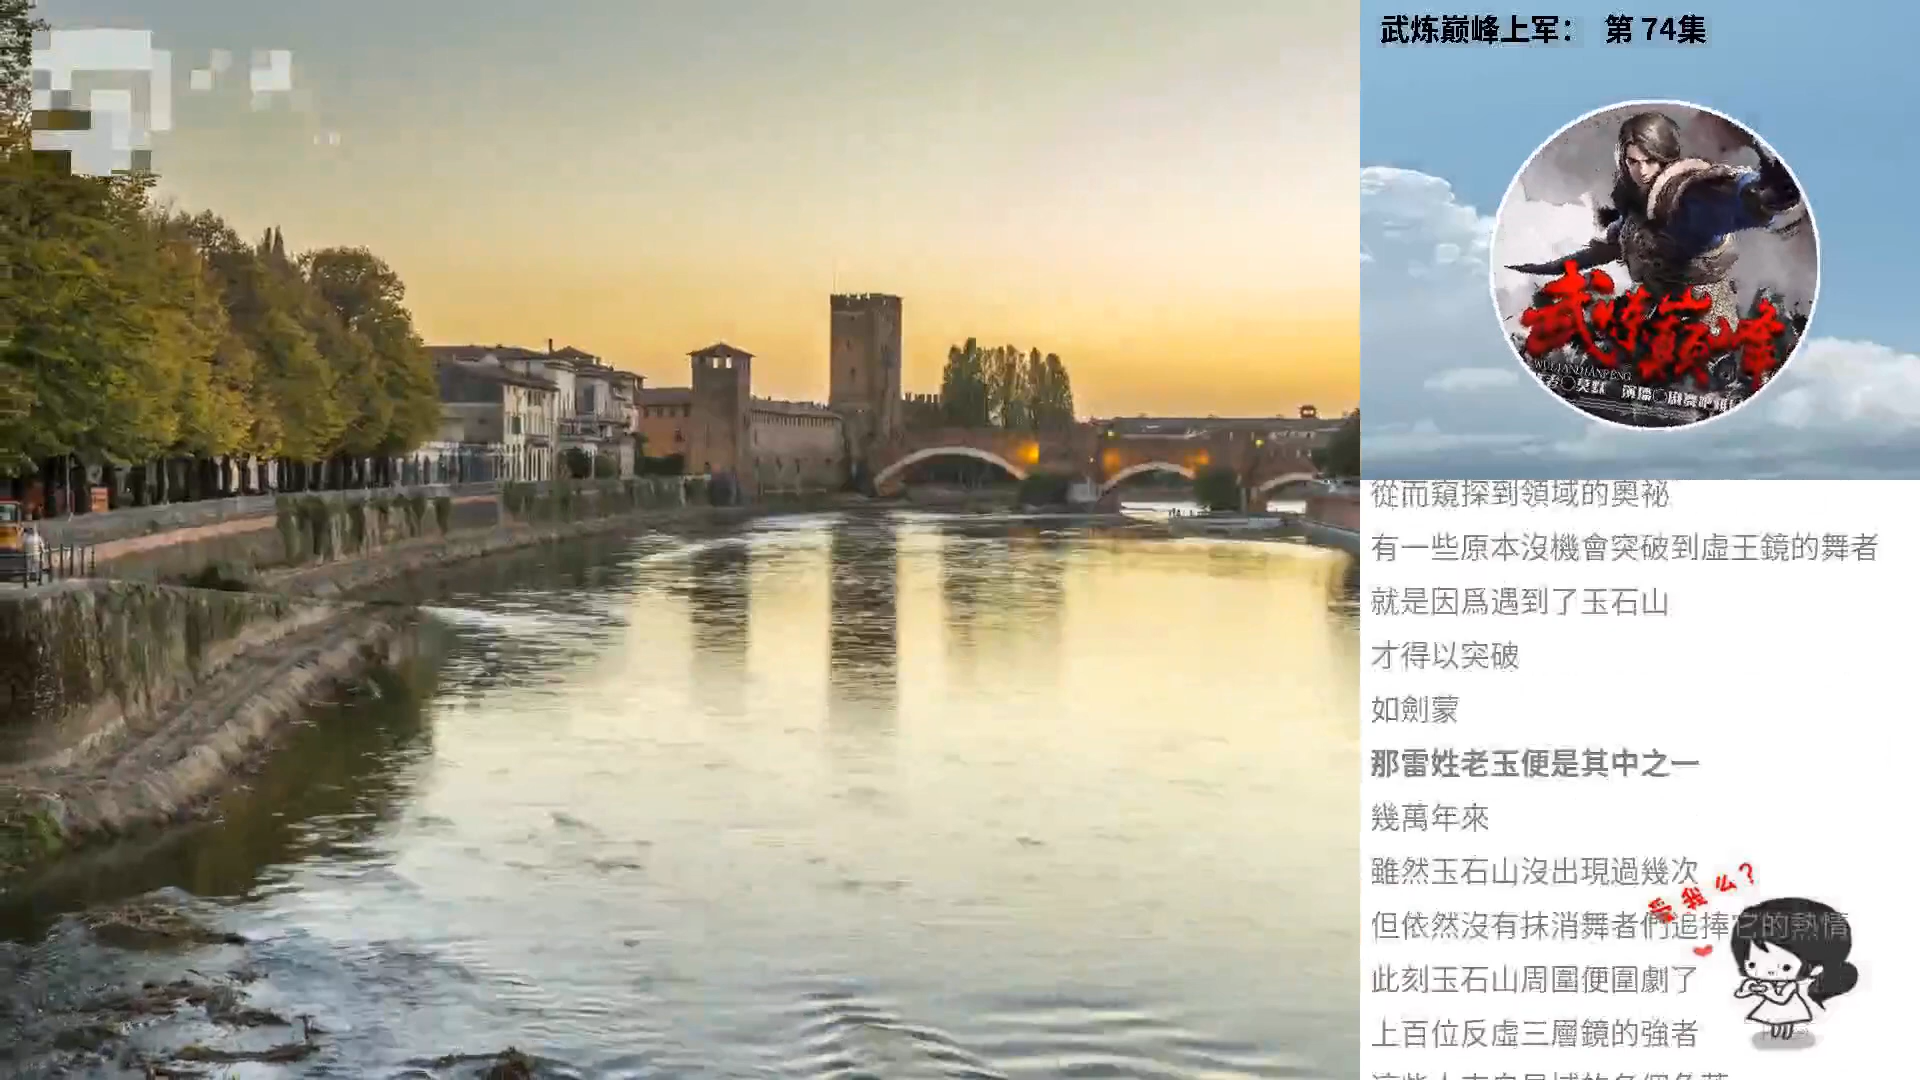 武炼巅峰上军： 第 74集
武炼巅峰
WULIANDIANFENG
從而窺探到領域的奧祕
有一些原本沒機會突破到虛王鏡的舞者
就是因爲遇到了玉石山
才得以突破
如劍蒙
那雷姓老玉便是其中之一
幾萬年來
雖然玉石山沒出現過幾次
爱我么?
但依然沒有抹消舞者們追捧它的熱情
此刻玉石山周圍便圍劇了
上百位反虛三層鏡的強者